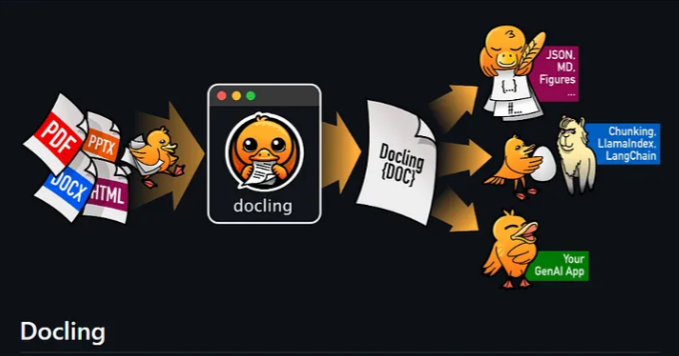 PDF
PPTX
DOCX
HTML
docling
Docling
{DOC}
{...}
#...
JSON,
MD,
Figures
...
Chunking,
LlamaIndex,
LangChain
Your
GenAI App
Docling